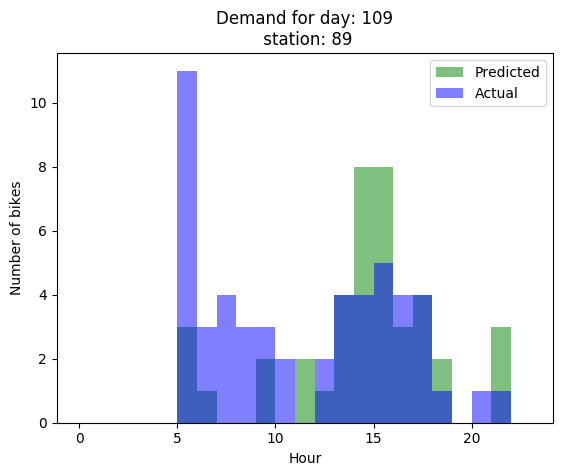 Demand for day: 109
station: 89
Predicted
Actual
Number of bikes
10
8
6
4
2
0
0 5 10 15 20
Hour